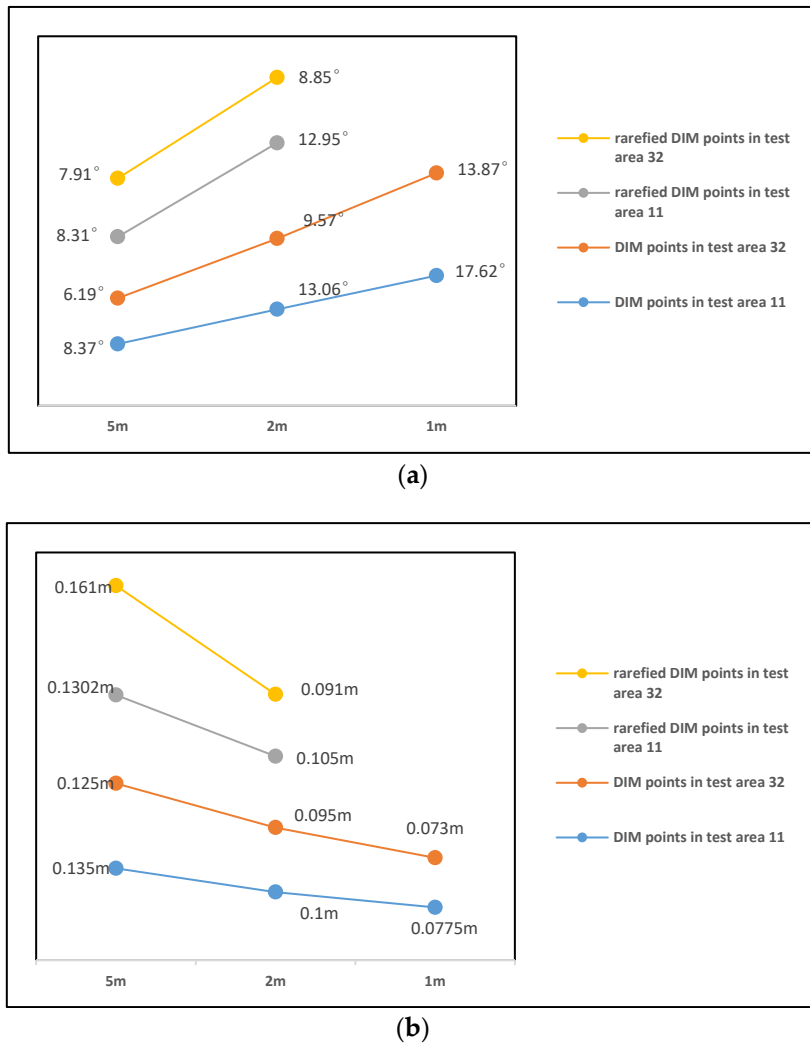 8.85°
12.95°
7.91°
13.87°
9.57°
8.31°
17.62°
13.06°
6.19°
8.37°
5m 2m 1m
rarefied DIM points in test
area 32
rarefied DIM points in test
area 11
DIM points in test area 32
DIM points in test area 11
(a)
0.161m
0.1302m
0.091m
0.105m
0.125m
0.095m
0.073m
0.135m
0.1m
0.0775m
5m 2m 1m
rarefied DIM points in test
area 32
rarefied DIM points in test
area 11
DIM points in test area 32
DIM points in test area 11
(b)